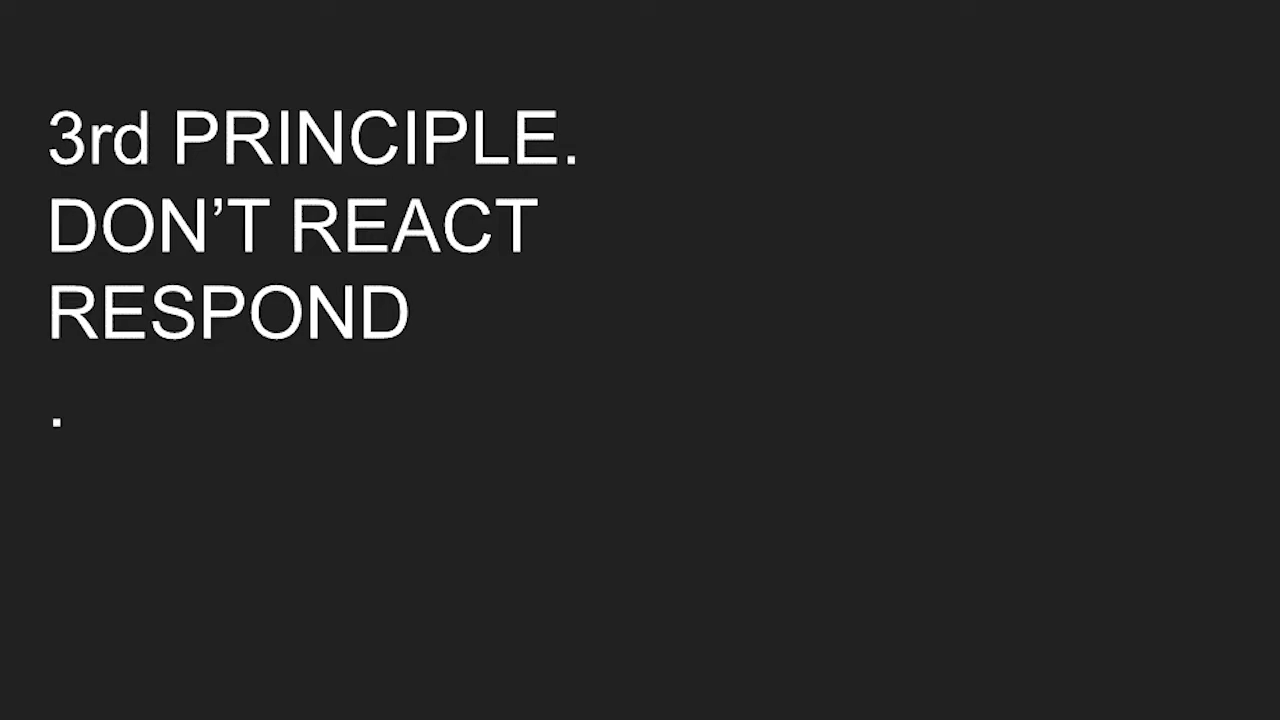 3rd PRINCIPLE.
DON’T REACT
RESPOND
.